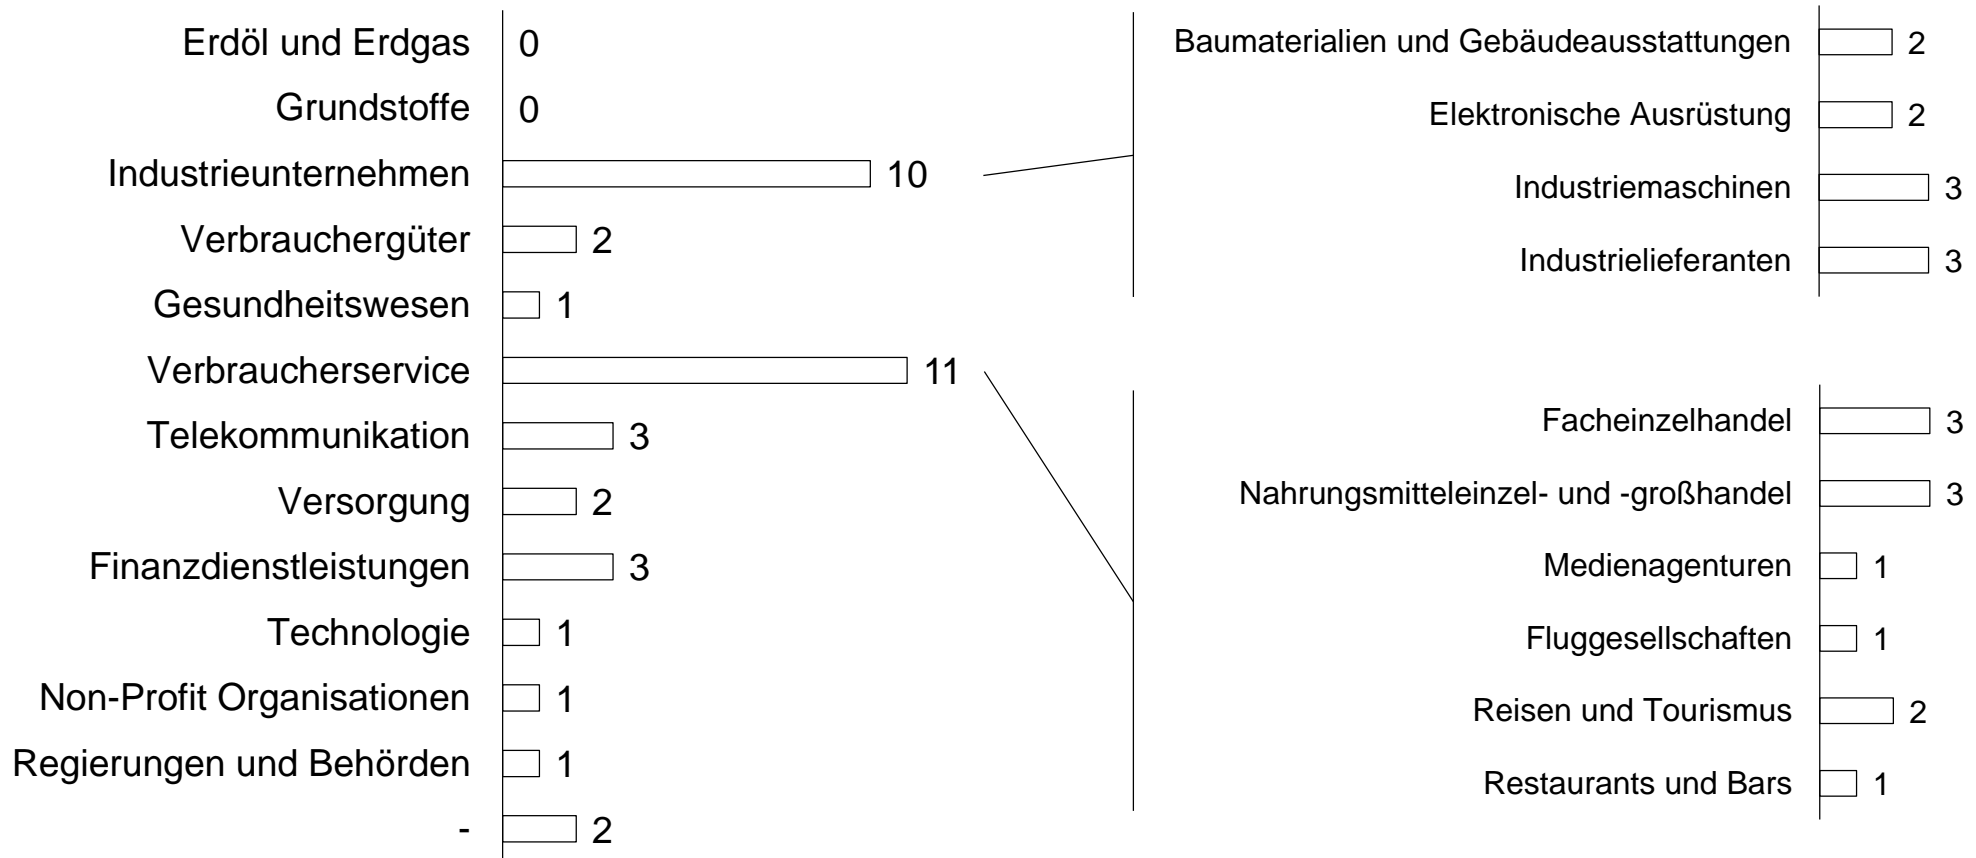 Erdöl und Erdgas 0
Grundstoffe 0
Industrieunternehmen 10
Verbrauchergüter 2
Gesundheitswesen 1
Verbraucherservice 11
Telekommunikation 3
Versorgung 2
Finanzdienstleistungen 3
Technologie 1
Non-Profit Organisationen 1
Regierungen und Behörden 1
- 2
Baumaterialien und Gebäudeausstattungen 2
Elektronische Ausrüstung 2
Industriemaschinen 3
Industrielieferanten 3
Facheinzelhandel 3
Nahrungsmitteleinzel- und -großhandel 3
Medienagenturen 1
Fluggesellschaften 1
Reisen und Tourismus 2
Restaurants und Bars 1